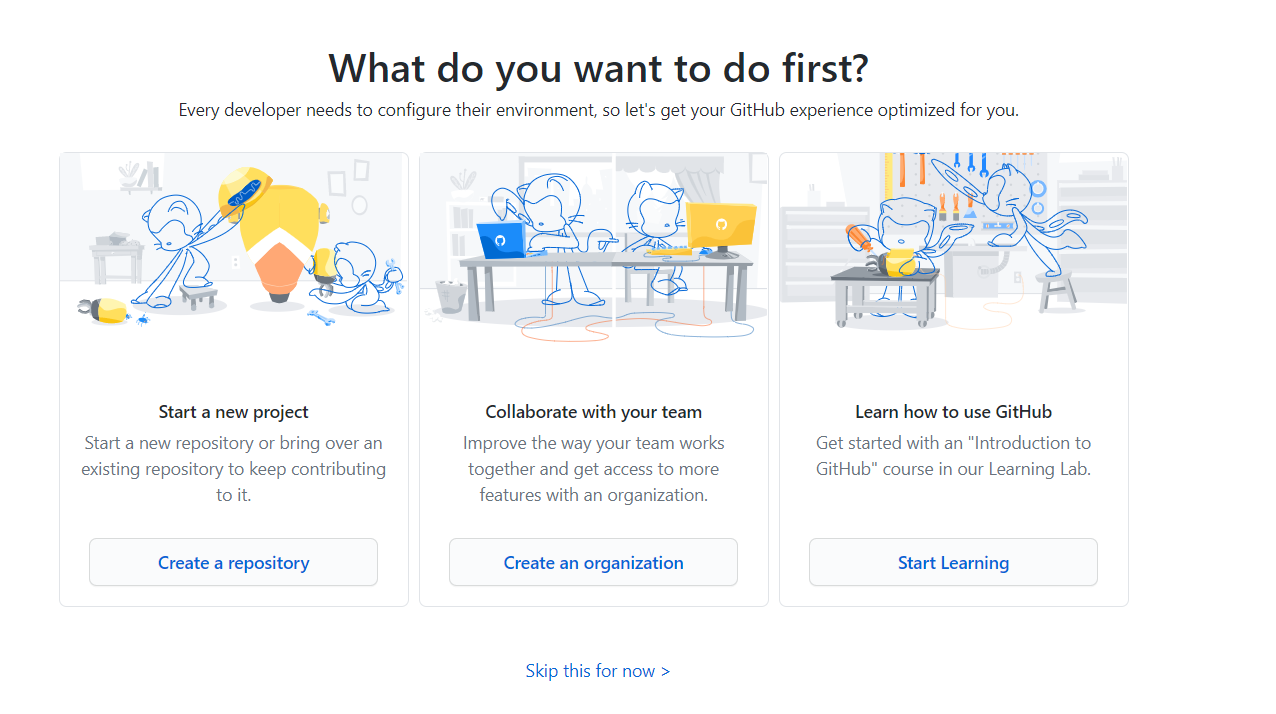 What do you want to do first?
Every developer needs to configure their environment, so let's get your GitHub experience optimized for you.
Start a new project
Start a new repository or bring over an
existing repository to keep contributing
to it.
Create a repository
Collaborate with your team
Improve the way your team works
together and get access to more
features with an organization.
Create an organization
Learn how to use GitHub
Get started with an "Introduction to
GitHub" course in our Learning Lab.
Start Learning
Skip this for now >